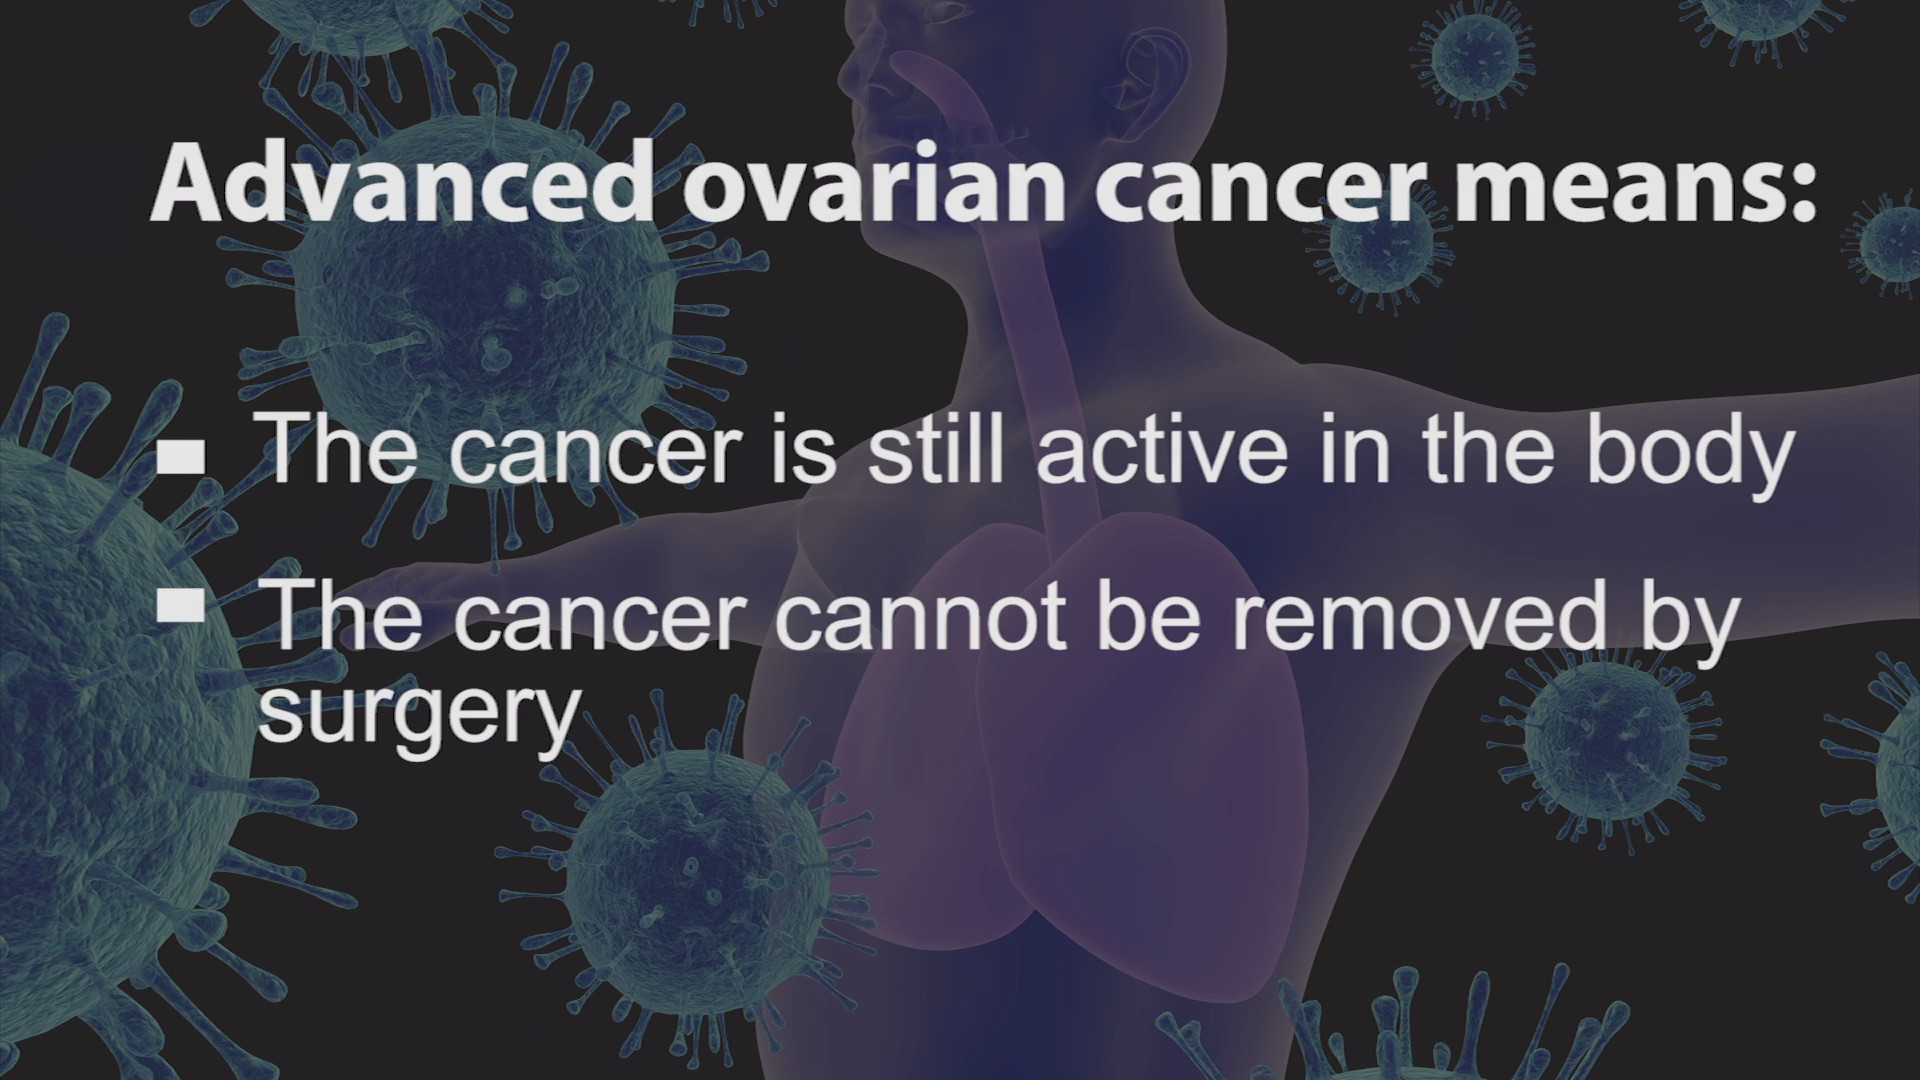 Advanced ovarian cancer means:
▪ The cancer is still active in the body
▪ The cancer cannot be removed by
surgery